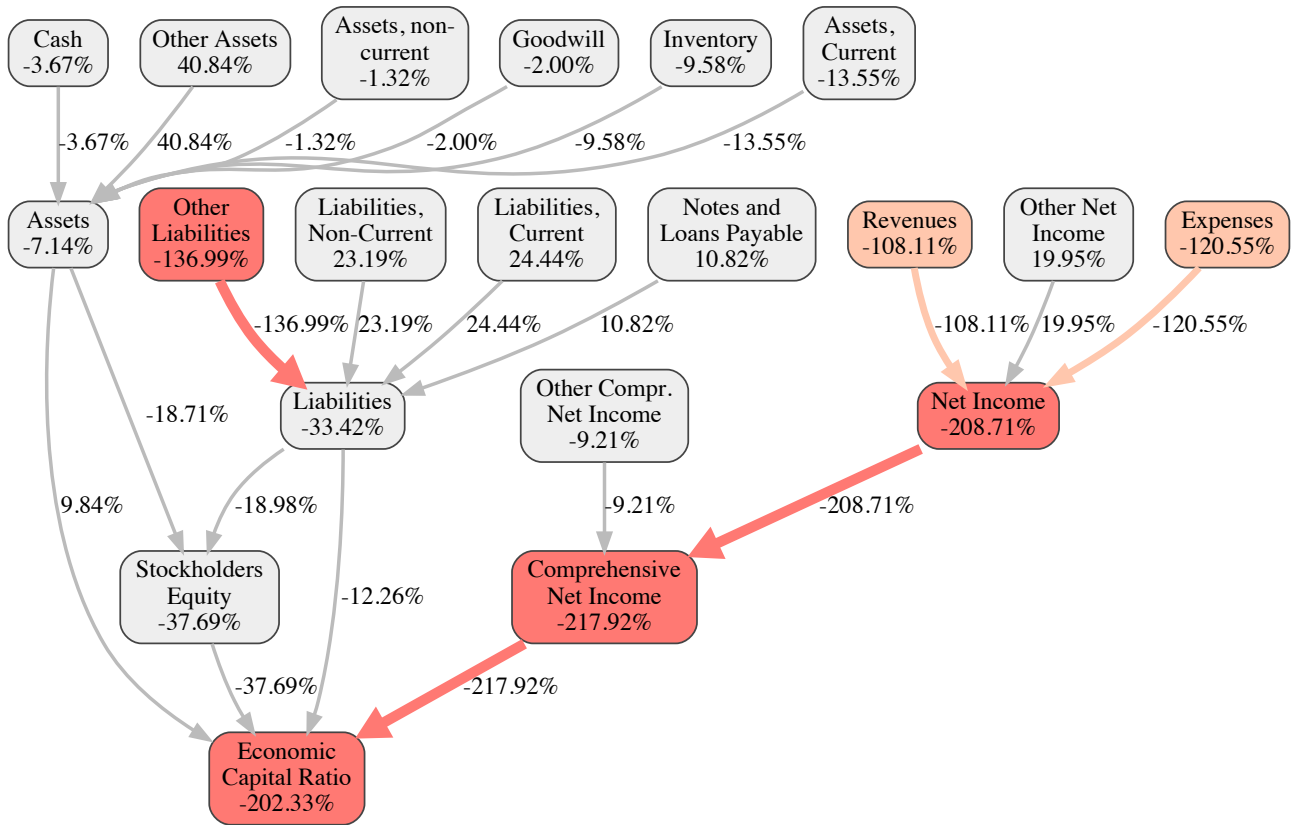 Cash
-3.67%
Other Assets
40.84%
Assets, non-
current
-1.32%
Goodwill
-2.00%
Inventory
-9.58%
Assets,
Current
-13.55%
-3.67%
40.84%
-1.32%
-2.00%
-9.58%
-13.55%
Assets
-7.14%
Other
Liabilities
-136.99%
Liabilities,
Non-Current
23.19%
Liabilities,
Current
24.44%
Notes and
Loans Payable
10.82%
Revenues
-108.11%
Other Net
Income
19.95%
Expenses
-120.55%
-136.99%
23.19%
24.44%
10.82%
-108.11%
19.95%
-120.55%
Liabilities
-33.42%
Other Compr.
Net Income
-9.21%
Net Income
-208.71%
-18.71%
9.84%
-18.98%
-9.21%
-208.71%
Stockholders
Equity
-37.69%
-12.26%
Comprehensive
Net Income
-217.92%
-37.69%
-217.92%
Economic
Capital Ratio
-202.33%